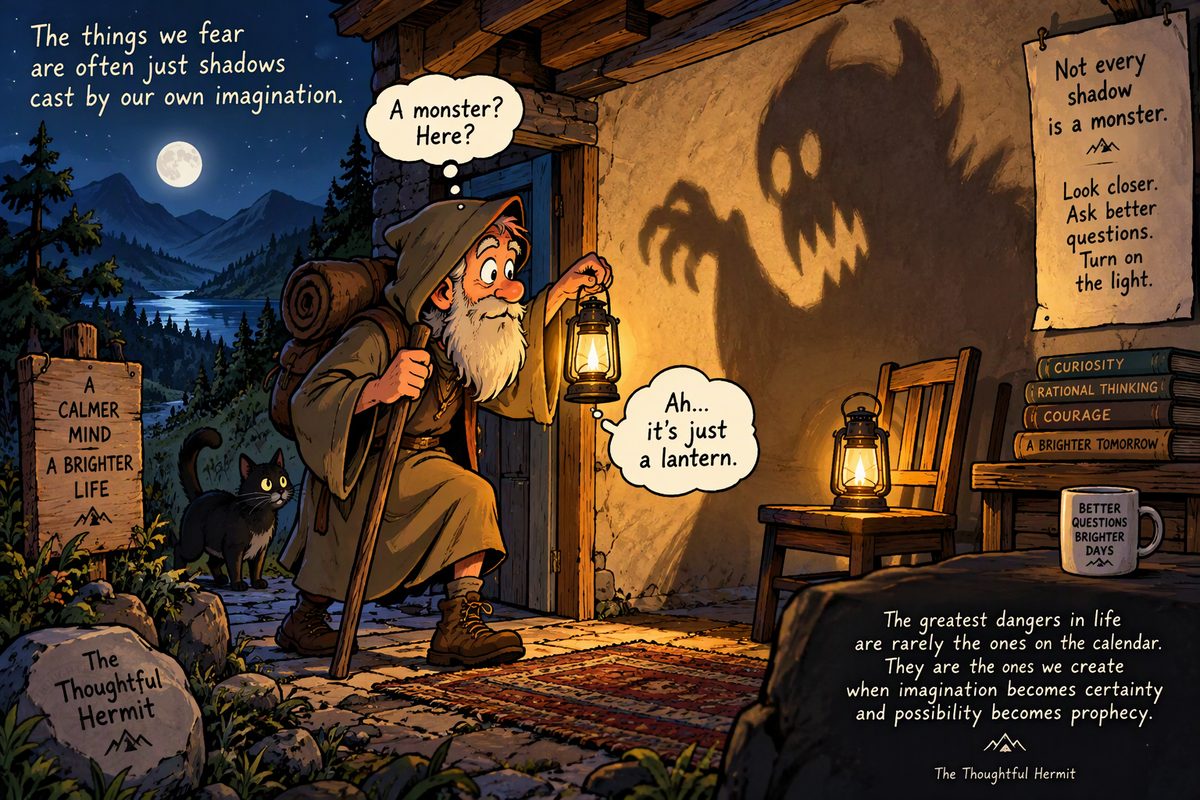 The things we fear
are often just shadows
cast by our own imagination.
A monster?
Here?
Not every
shadow
is a monster.
Look closer.
Ask better
questions.
Turn on
the light.
Ah...
it's just
a lantern.
A
CALMER
MIND
A BRIGHTER
LIFE
CURIOSITY
RATIONAL THINKING
COURAGE
A BRIGHTER TOMORROW
BETTER
QUESTIONS
BRIGHTER
DAYS
The
Thoughtful
Hermit
The greatest dangers in life
are rarely the ones on the calendar.
They are the ones we create
when imagination becomes certainty
and possibility becomes prophecy.
The Thoughtful Hermit